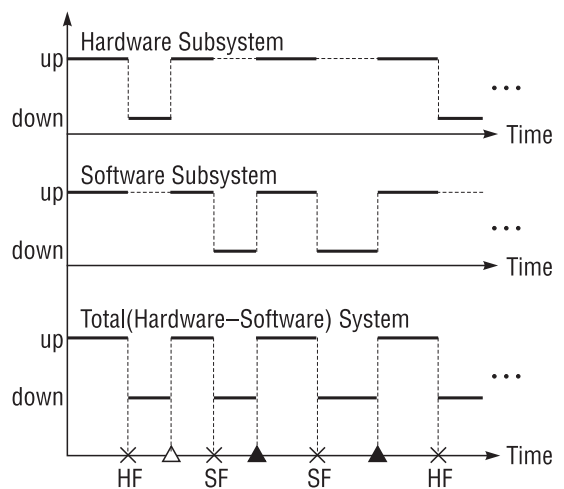 Hardware Subsystem
up
down
Time
Software Subsystem
up
down
Time
Total(Hardware–Software) System
up
down
Time
HF SF SF HF